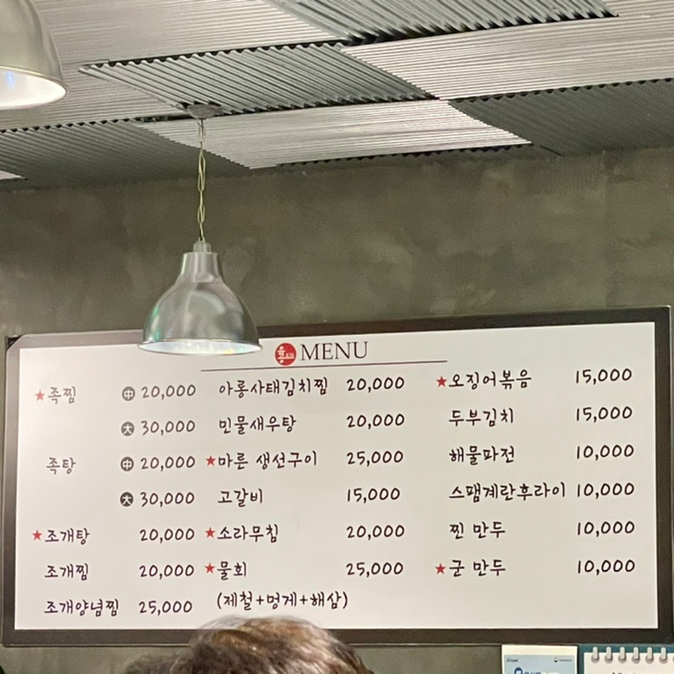 MENU
★족찜 中 20,000
大 30,000
족탕 中 20,000
大 30,000
★조개탕 20,000
조개찜 20,000
조개양념찜 25,000
아롱사태김치찜 20,000
민물새우탕 20,000
★마른 생선구이 25,000
고갈비 15,000
★소라무침 20,000
★물회 25,000
(제철+멍게+해삼)
★오징어볶음 15,000
두부김치 15,000
해물파전 10,000
스팸계란후라이 10,000
찐 만두 10,000
★군 만두 10,000